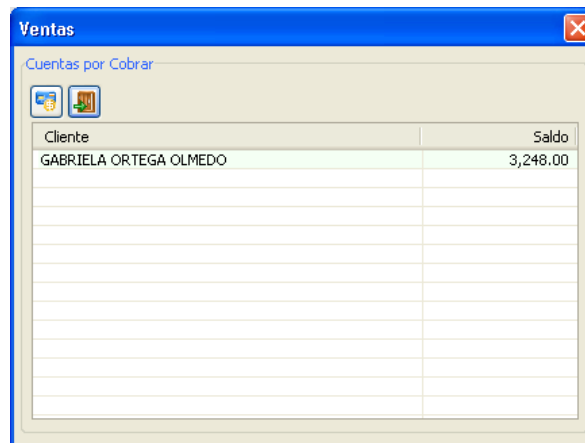 Ventas
Cuentas por Cobrar
Cliente Saldo
GABRIELA ORTEGA OLMEDO 3,248.00